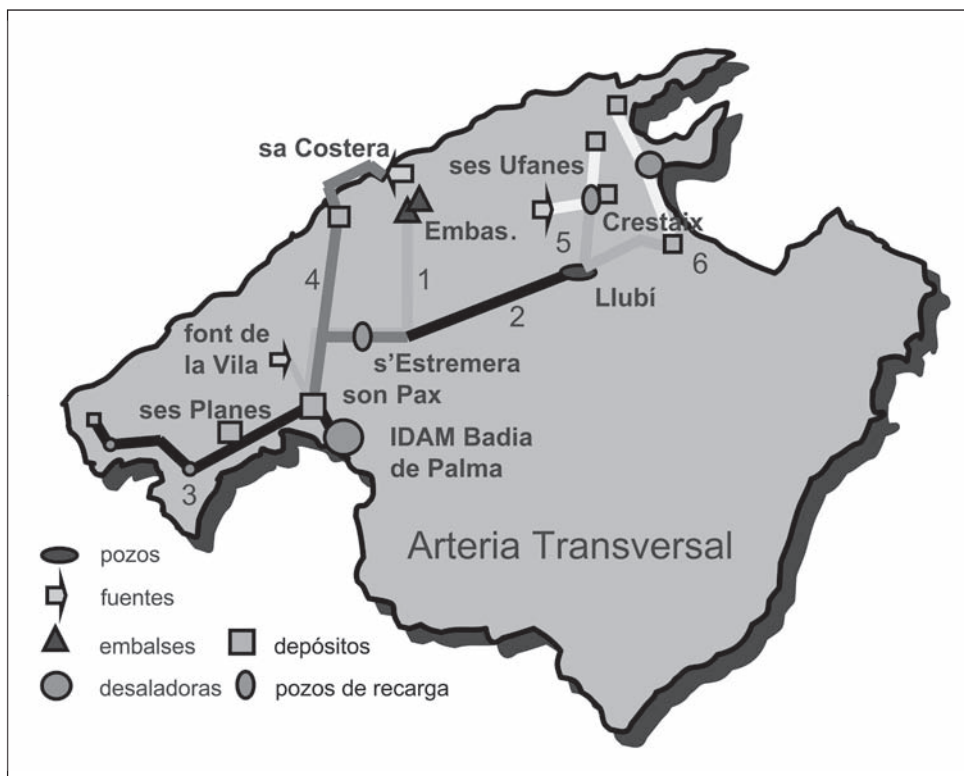 sa Costera
ses Ufanes
Embas.
Crestaix
5
6
4
1
Llubí
2
font de
la Vila
s'Estremera
son Pax
ses Planes
IDAM Badia
de Palma
3
Arteria Transversal
pozos
fuentes
embalses
depósitos
desaladoras
pozos de recarga